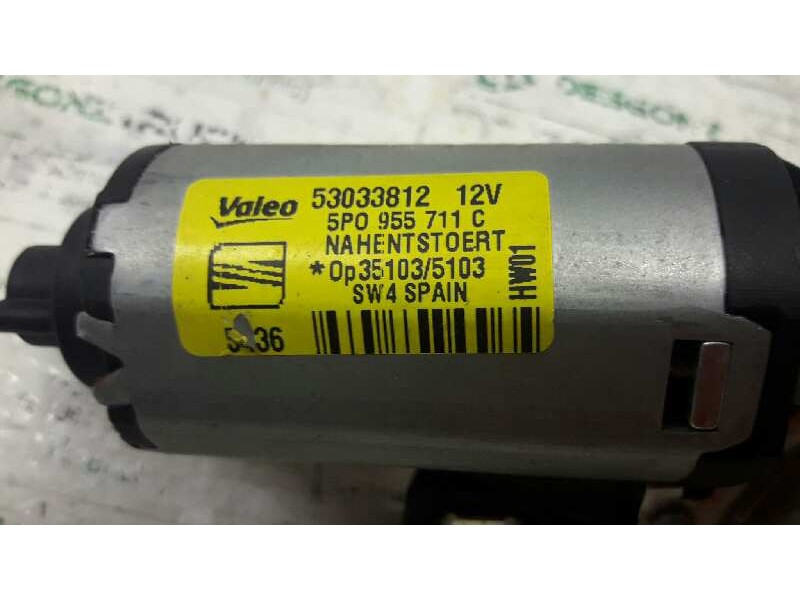 Valeo 53033812 12V
5P0 955 711 C
NAHENTSTOERT
*Op35103/5103
SW4 SPAIN
HW01